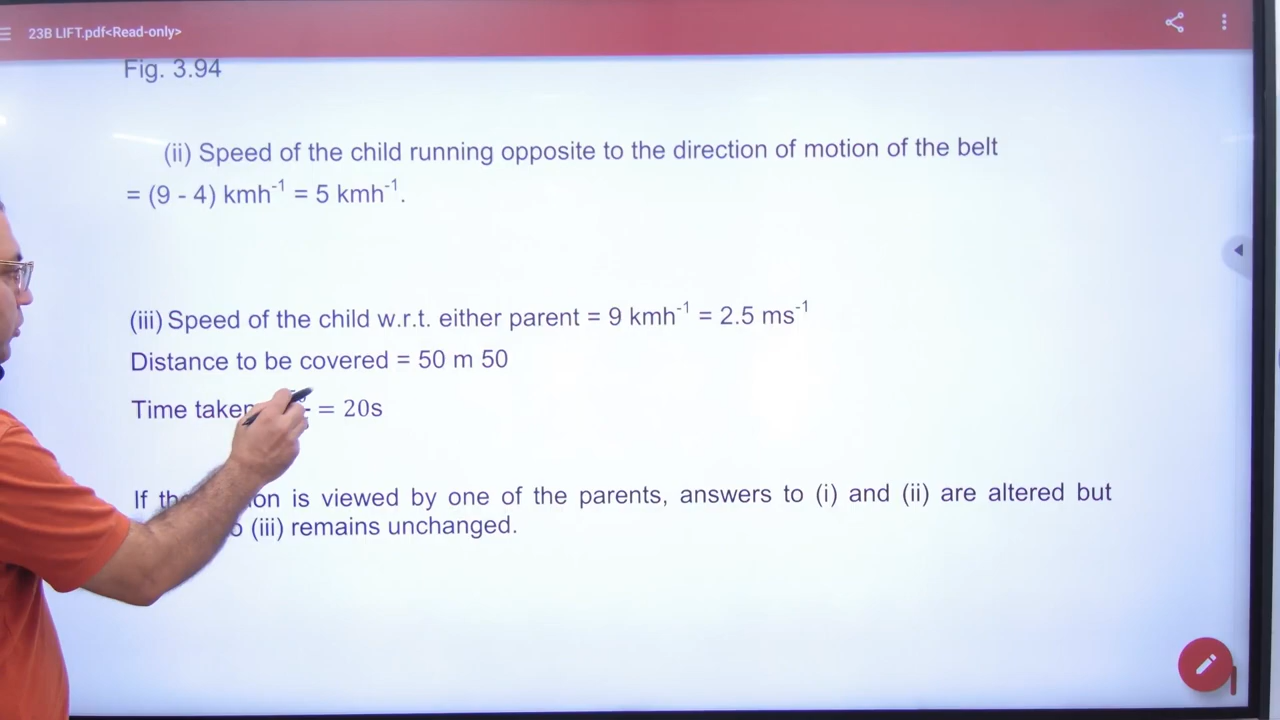 23B LIFT.pdf<Read-only>
Fig. 3.94
(ii) Speed of the child running opposite to the direction of motion of the belt
= (9 - 4) kmh⁻¹ = 5 kmh⁻¹.
(iii) Speed of the child w.r.t. either parent = 9 kmh⁻¹ = 2.5 ms⁻¹
Distance to be covered = 50 m 50
Time taken = 20s
If is viewed by one of the parents, answers to (i) and (ii) are altered but
(iii) remains unchanged.